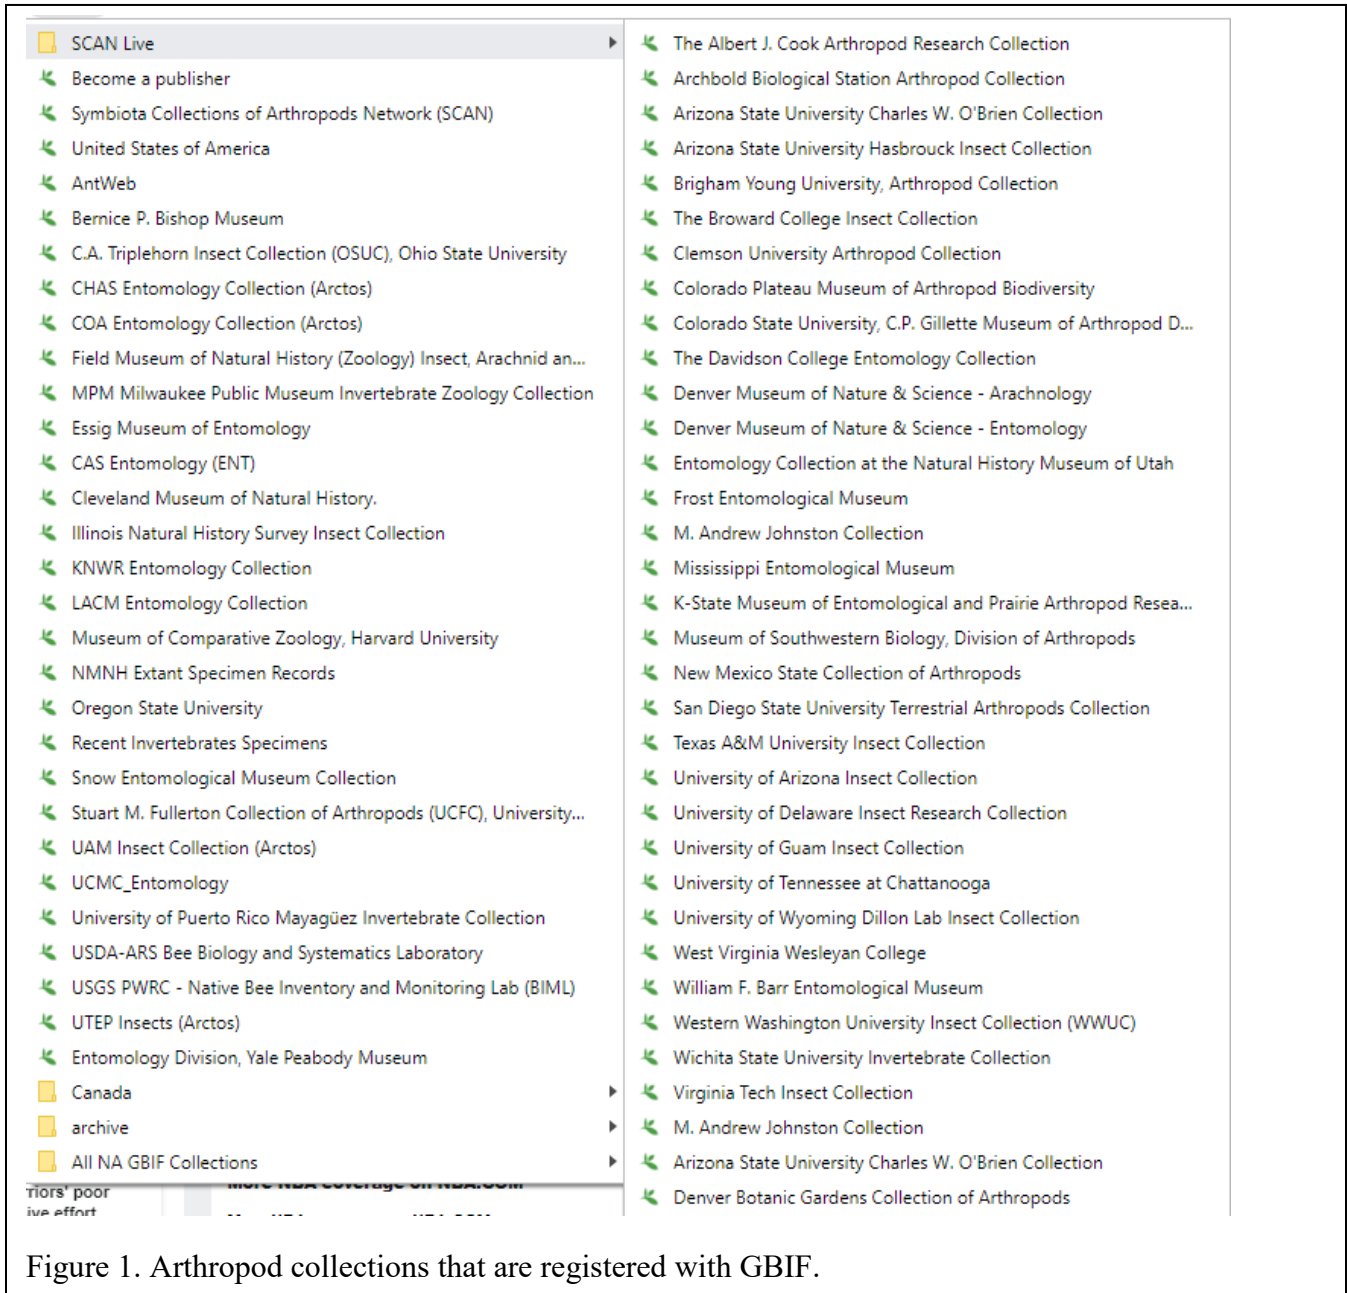 SCAN Live
Become a publisher
Symbiota Collections of Arthropods Network (SCAN)
United States of America
AntWeb
Bernice P. Bishop Museum
C.A. Triplehorn Insect Collection (OSUC), Ohio State University
CHAS Entomology Collection (Arctos)
COA Entomology Collection (Arctos)
Field Museum of Natural History (Zoology) Insect, Arachnid an...
MPM Milwaukee Public Museum Invertebrate Zoology Collection
Essig Museum of Entomology
CAS Entomology (ENT)
Cleveland Museum of Natural History.
Illinois Natural History Survey Insect Collection
KNWR Entomology Collection
LACM Entomology Collection
Museum of Comparative Zoology, Harvard University
NMNH Extant Specimen Records
Oregon State University
Recent Invertebrates Specimens
Snow Entomological Museum Collection
Stuart M. Fullerton Collection of Arthropods (UCFC), University...
UAM Insect Collection (Arctos)
UCMC_Entomology
University of Puerto Rico Mayagüez Invertebrate Collection
USDA-ARS Bee Biology and Systematics Laboratory
USGS PWRC - Native Bee Inventory and Monitoring Lab (BIML)
UTEP Insects (Arctos)
Entomology Division, Yale Peabody Museum
Canada
archive
All NA GBIF Collections
riors' poor
ive effort
More NBA coverage on NBA.COM
The Albert J. Cook Arthropod Research Collection
Archbold Biological Station Arthropod Collection
Arizona State University Charles W. O'Brien Collection
Arizona State University Hasbrouck Insect Collection
Brigham Young University, Arthropod Collection
The Broward College Insect Collection
Clemson University Arthropod Collection
Colorado Plateau Museum of Arthropod Biodiversity
Colorado State University, C.P. Gillette Museum of Arthropod D...
The Davidson College Entomology Collection
Denver Museum of Nature & Science - Arachnology
Denver Museum of Nature & Science - Entomology
Entomology Collection at the Natural History Museum of Utah
Frost Entomological Museum
M. Andrew Johnston Collection
Mississippi Entomological Museum
K-State Museum of Entomological and Prairie Arthropod Resea...
Museum of Southwestern Biology, Division of Arthropods
New Mexico State Collection of Arthropods
San Diego State University Terrestrial Arthropods Collection
Texas A&M University Insect Collection
University of Arizona Insect Collection
University of Delaware Insect Research Collection
University of Guam Insect Collection
University of Tennessee at Chattanooga
University of Wyoming Dillon Lab Insect Collection
West Virginia Wesleyan College
William F. Barr Entomological Museum
Western Washington University Insect Collection (WWUC)
Wichita State University Invertebrate Collection
Virginia Tech Insect Collection
M. Andrew Johnston Collection
Arizona State University Charles W. O'Brien Collection
Denver Botanic Gardens Collection of Arthropods
Figure 1. Arthropod collections that are registered with GBIF.